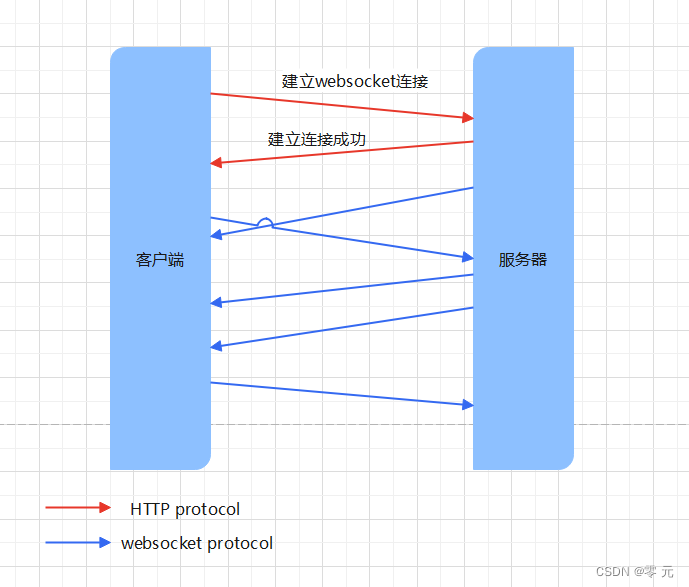 建立websocket连接
建立连接成功
客户端
服务器
HTTP protocol
websocket protocol
CSDN @零 元